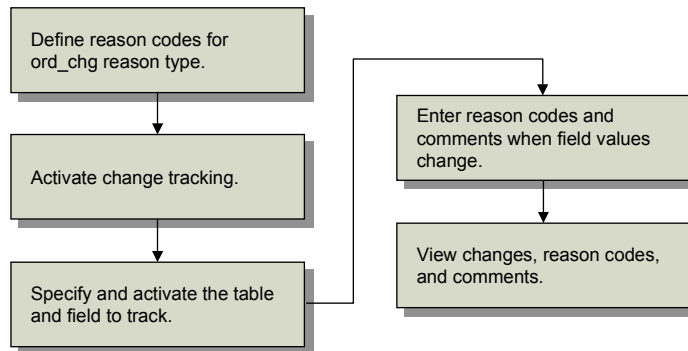 Define reason codes for
ord_chg reason type.
Activate change tracking.
Specify and activate the table
and field to track.
Enter reason codes and
comments when field values
change.
View changes, reason codes,
and comments.